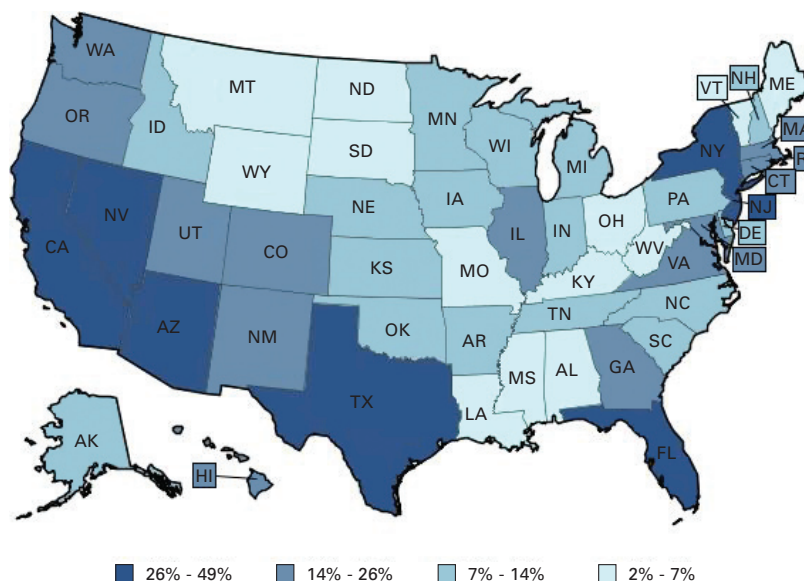 WA
MT
ND
OR
ID
MN
VT
NH
ME
SD
WI
NY
MA
WY
MI
CT
IA
PA
NJ
NE
NV
OH
DE
UT
IL
IN
CO
WV
MD
CA
KS
MO
VA
KY
NC
TN
AZ
OK
NM
AR
SC
MS
AL
GA
TX
LA
AK
FL
HI
26% - 49% 14% - 26% 7% - 14% 2% - 7%